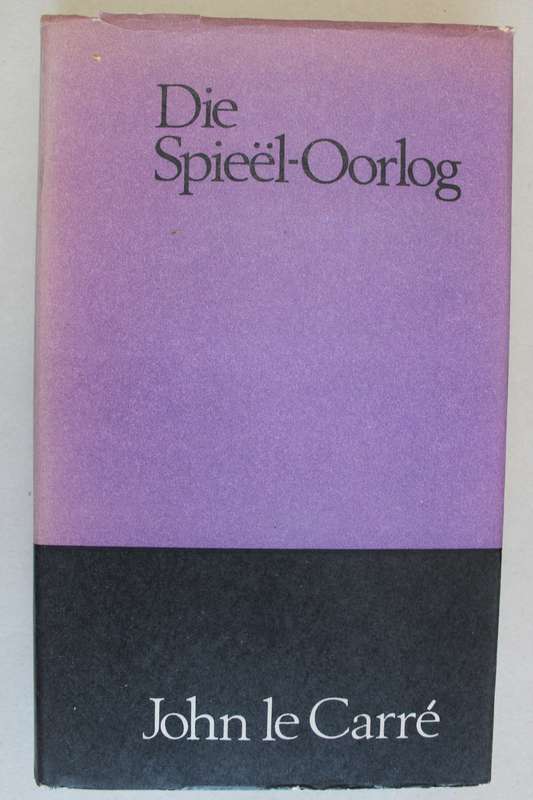 Die
Spieël-Oorlog
John le Carré